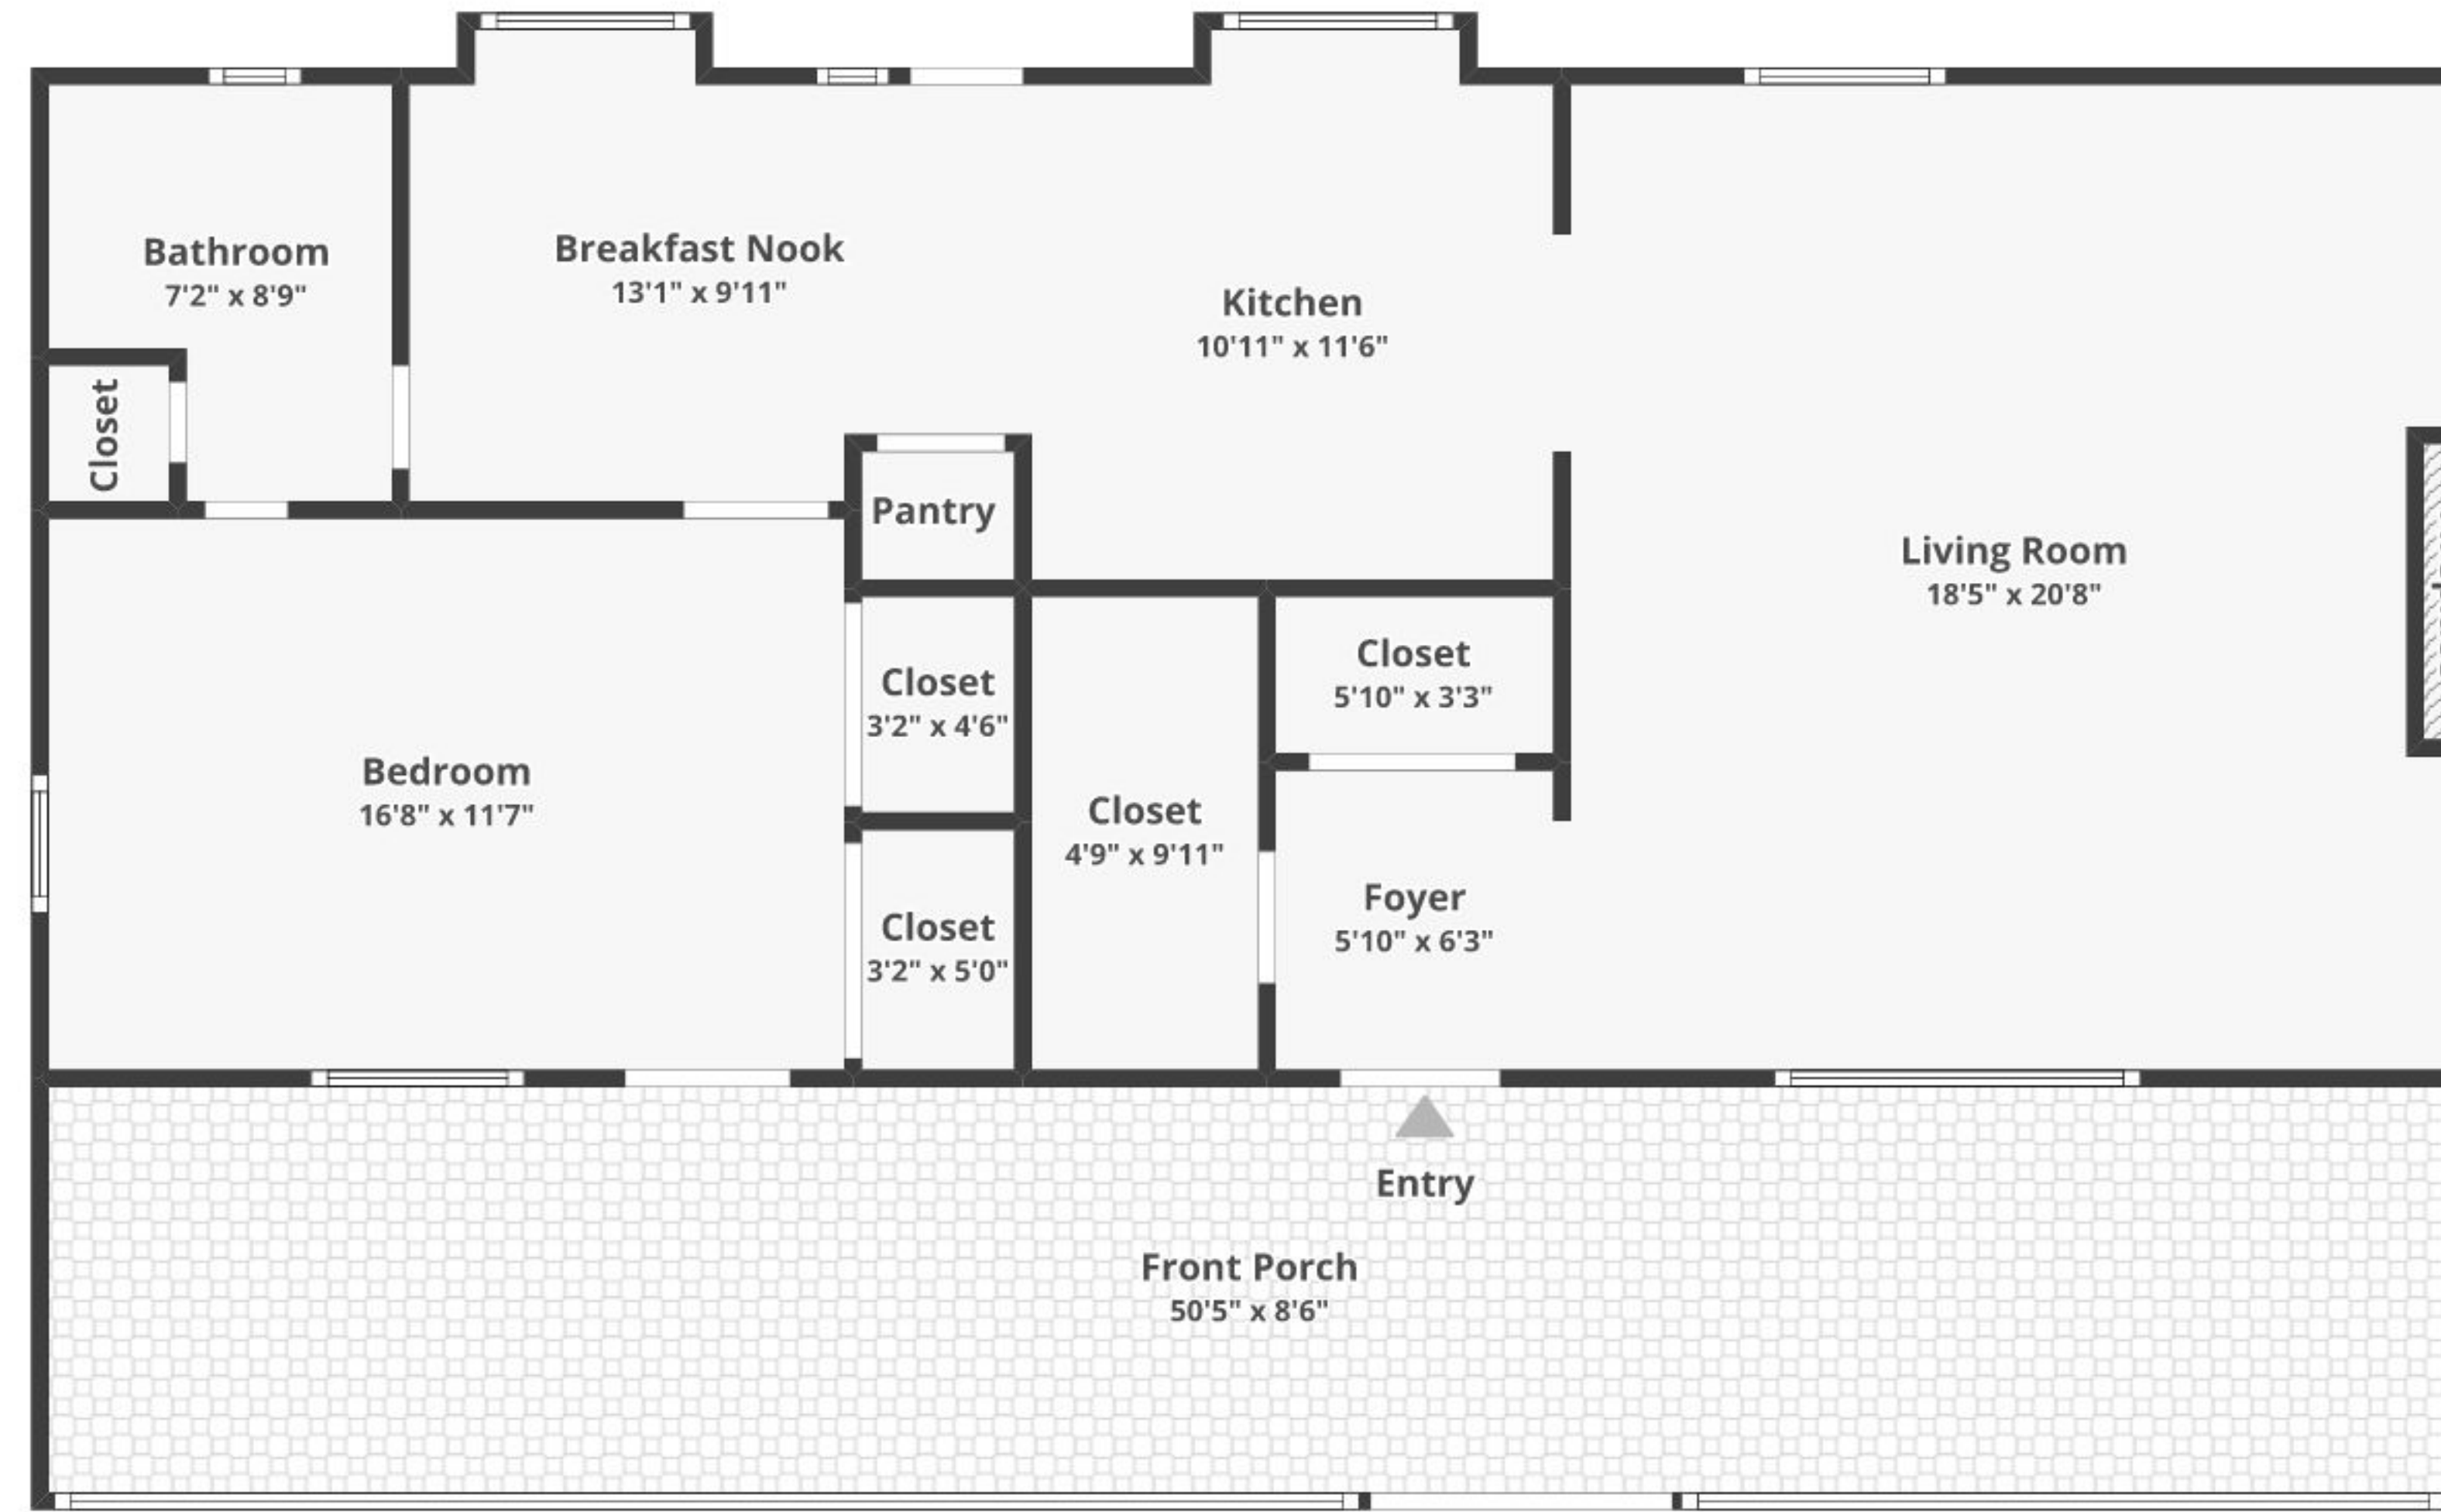 Bathroom
7'2" x 8'9"
Breakfast Nook
13'1" x 9'11"
Kitchen
10'11" x 11'6"
Closet
Pantry
Living Room
18'5" x 20'8"
Closet
3'2" x 4'6"
Closet
5'10" x 3'3"
Bedroom
16'8" x 11'7"
Closet
4'9" x 9'11"
Closet
3'2" x 5'0"
Foyer
5'10" x 6'3"
Entry
Front Porch
50'5" x 8'6"